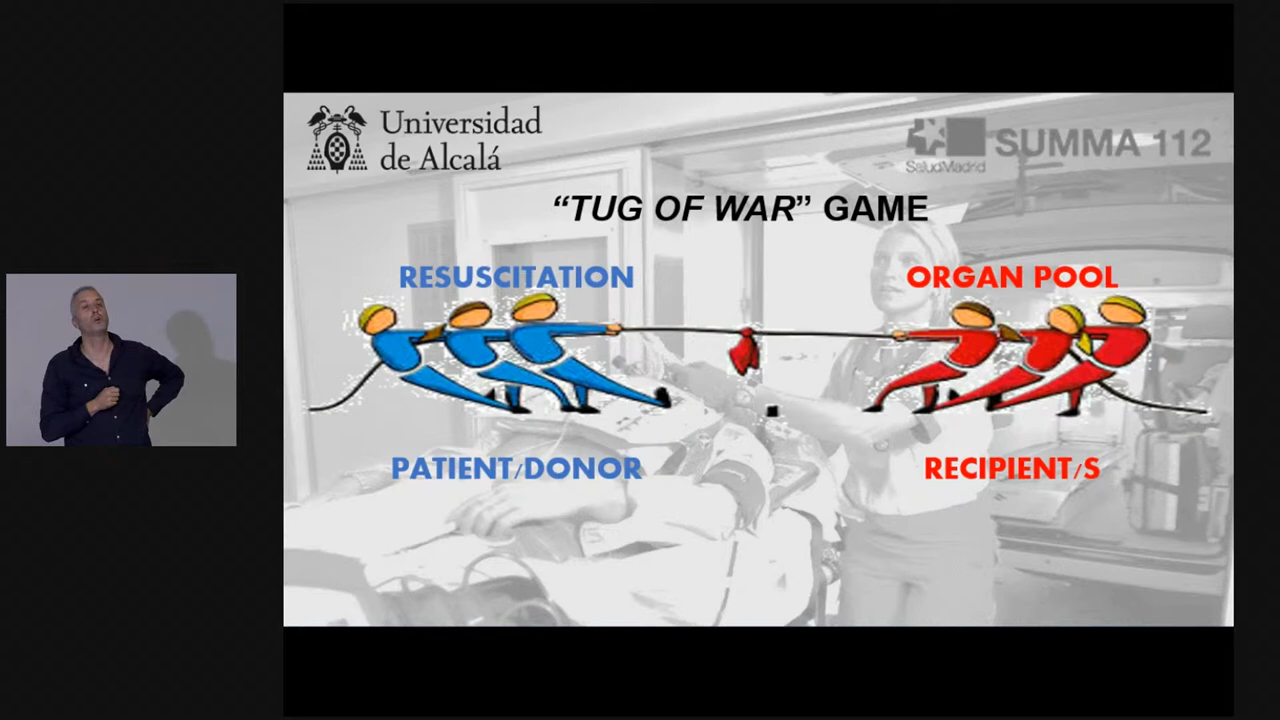 Universidad
de Alcalá
SaludMadrid
SUMMA 112
“TUG OF WAR” GAME
RESUSCITATION
ORGAN POOL
PATIENT/DONOR
RECIPIENT/S